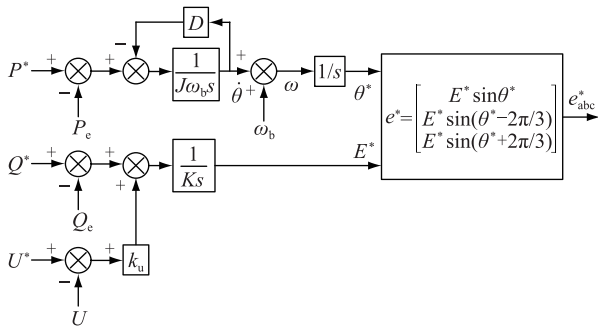 D
−
P* + + 1/(Jω_b s) + ω 1/s θ*
− P_e
θ̇ +
ω_b
e* = [E* sinθ*
E* sin(θ*−2π/3)
E* sin(θ*+2π/3)]
e*_abc
Q* + + 1/(Ks) E*
− +
Q_e
U* + + k_u
−
U